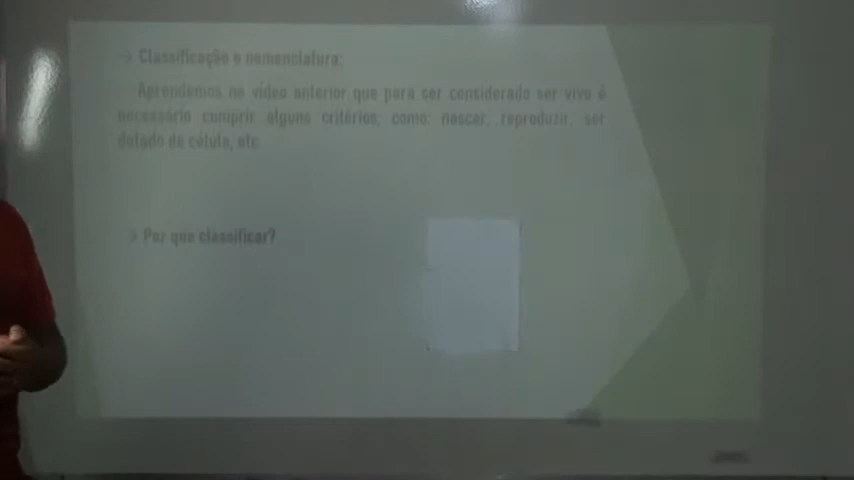 > Classificação e nomenclatura:
Aprendemos no vídeo anterior que para ser considerado ser vivo é
necessário cumprir alguns critérios, como: nascer, reproduzir, ser
dotado de célula, etc.
> Por que classificar?